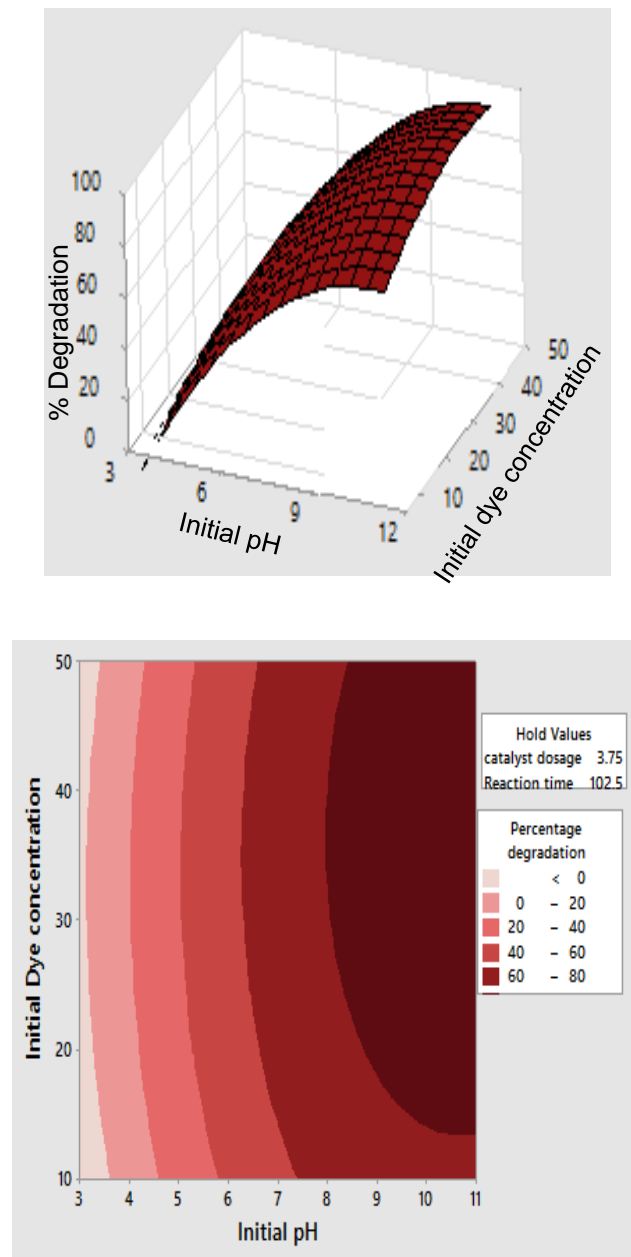 100
80
60
40
20
0
% Degradation
3
6
9
12
Initial pH
50
40
30
20
10
Initial dye concentration
50
40
30
20
10
Initial Dye concentration
3 4 5 6 7 8 9 10 11
Initial pH
Hold Values
catalyst dosage 3.75
Reaction time 102.5
Percentage
degradation
< 0
0 – 20
20 – 40
40 – 60
60 – 80